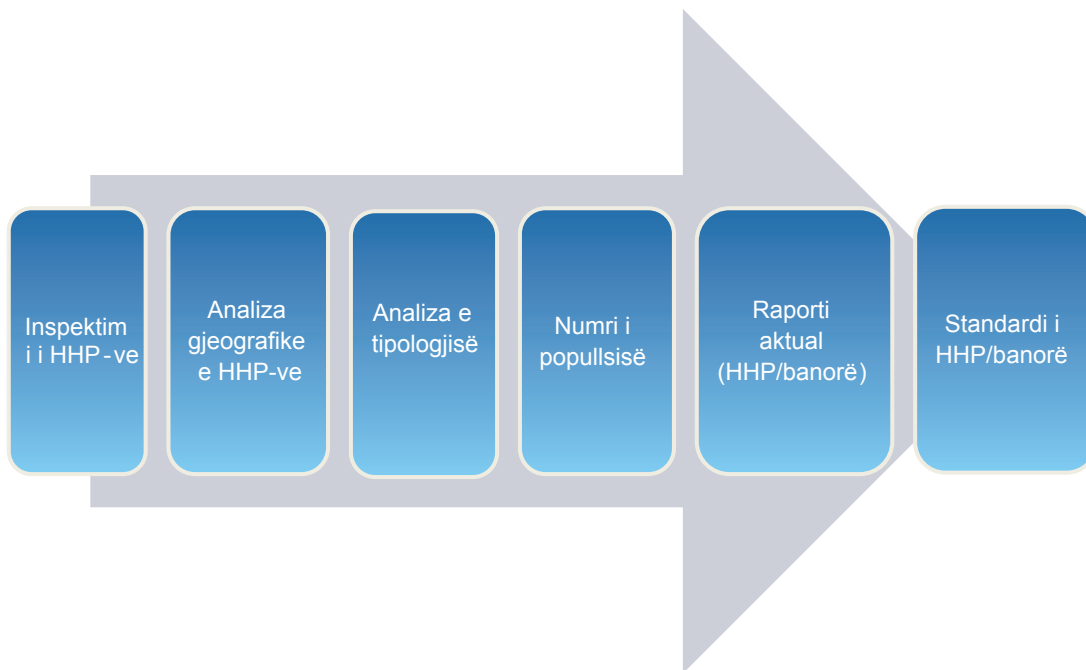 Inspektim
i i HHP-ve
Analiza
gjeografike
e HHP-ve
Analiza e
tipologjisë
Numri i
popullsisë
Raporti
aktual
(HHP/banorë)
Standardi i
HHP/banorë